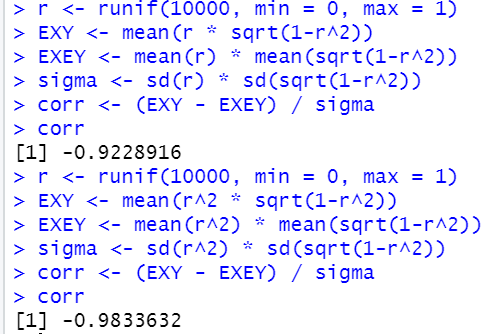 > r <- runif(10000, min = 0, max = 1)
> EXY <- mean(r * sqrt(1-r^2))
> EXEY <- mean(r) * mean(sqrt(1-r^2))
> sigma <- sd(r) * sd(sqrt(1-r^2))
> corr <- (EXY - EXEY) / sigma
> corr
[1] -0.9228916
> r <- runif(10000, min = 0, max = 1)
> EXY <- mean(r^2 * sqrt(1-r^2))
> EXEY <- mean(r^2) * mean(sqrt(1-r^2))
> sigma <- sd(r^2) * sd(sqrt(1-r^2))
> corr <- (EXY - EXEY) / sigma
> corr
[1] -0.9833632